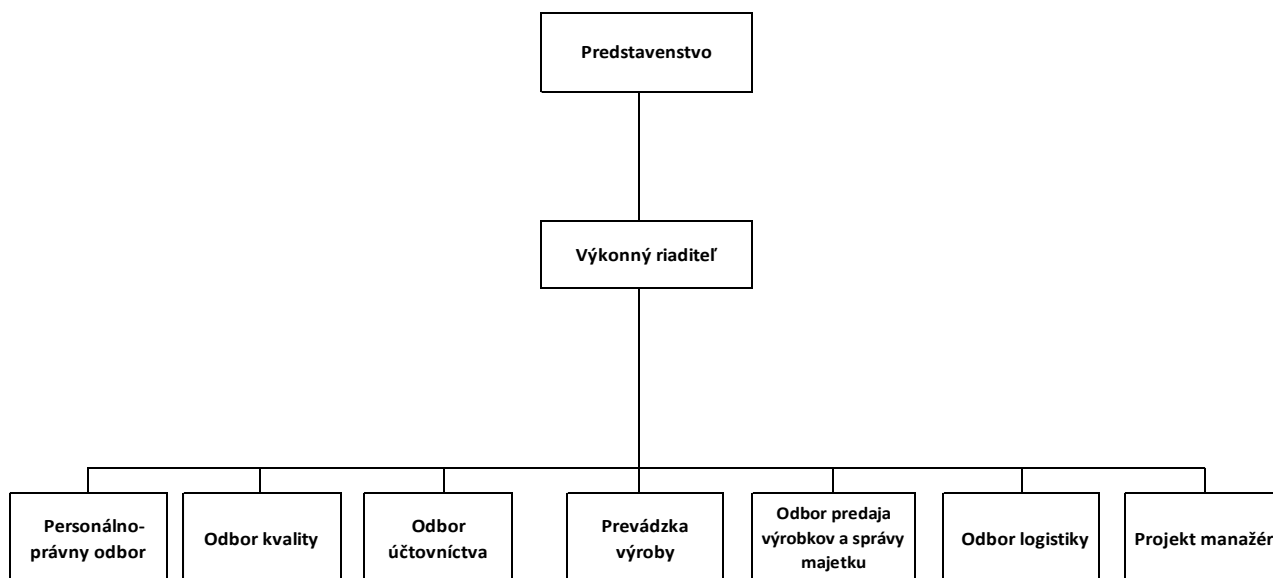 Predstavenstvo
Výkonný riaditeľ
Personálno-
právny odbor
Odbor kvality
Odbor
účtovníctva
Prevádzka
výroby
Odbor predaja
výrobkov a správy
majetku
Odbor logistiky
Projekt manažér